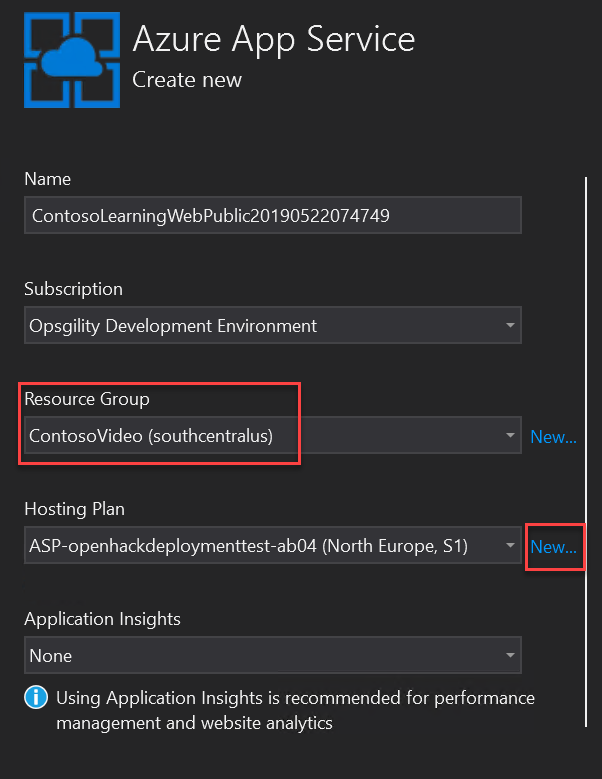 Azure App Service
Create new
Name
ContosoLearningWebPublic20190522074749
Subscription
Opsgility Development Environment
Resource Group
ContosoVideo (southcentralus)
New...
Hosting Plan
ASP-openhackdeploymenttest-ab04 (North Europe, S1)
New...
Application Insights
None
Using Application Insights is recommended for performance
management and website analytics